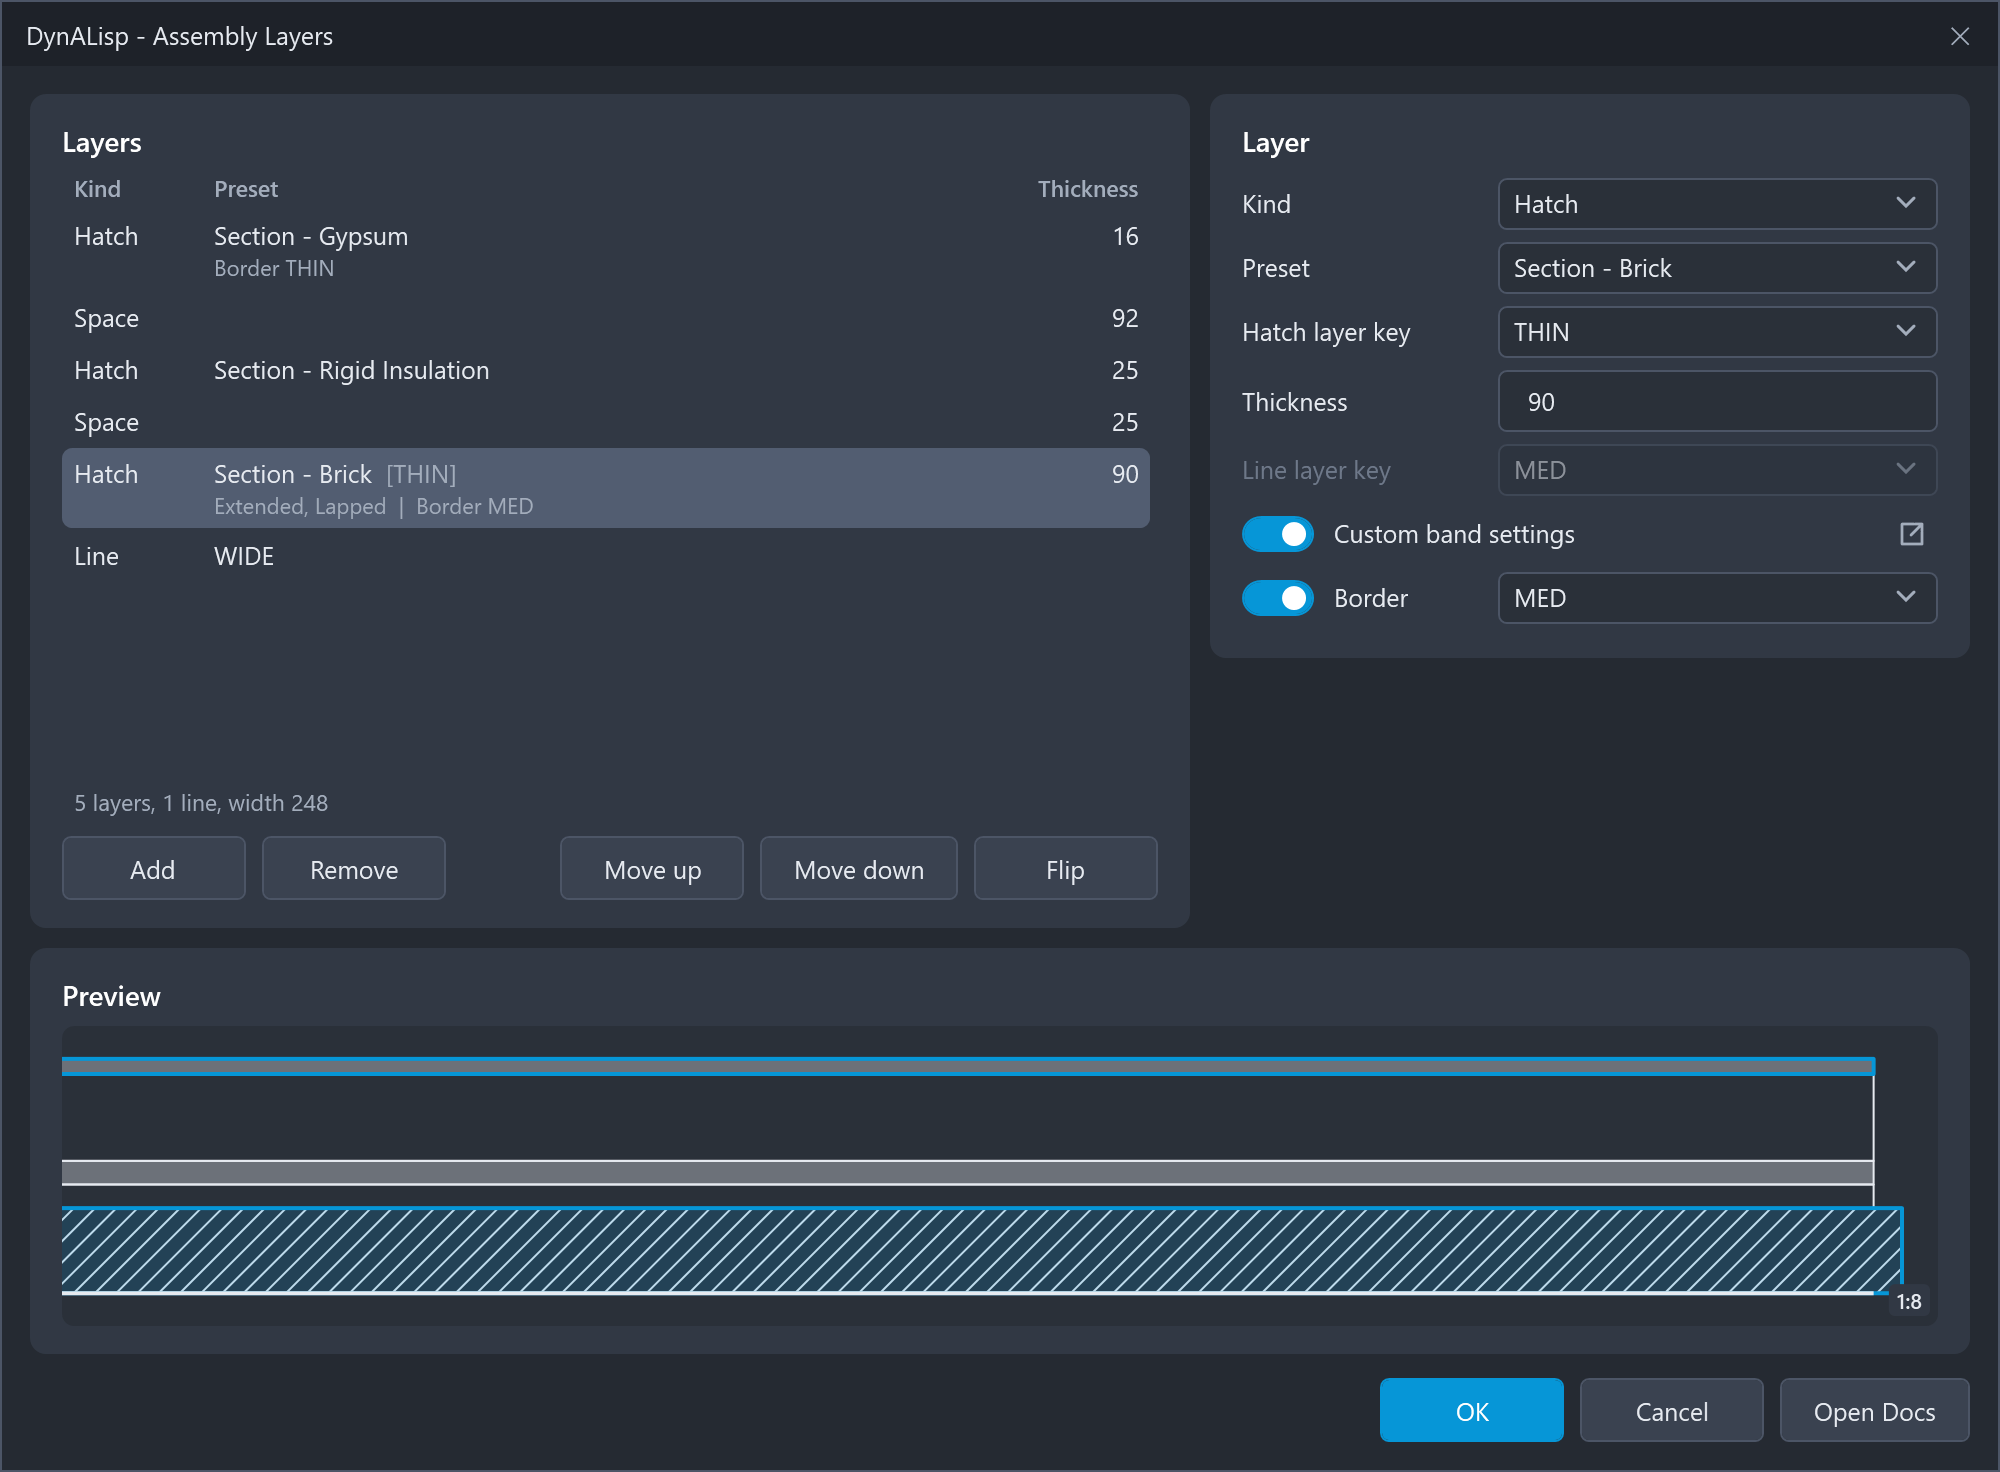 DynALisp - Assembly Layers
Layers
Kind Preset Thickness
Hatch Section - Gypsum 16
Border THIN
Space 92
Hatch Section - Rigid Insulation 25
Space 25
Hatch Section - Brick [THIN] 90
Extended, Lapped | Border MED
Line WIDE
5 layers, 1 line, width 248
Add Remove Move up Move down Flip
Layer
Kind Hatch
Preset Section - Brick
Hatch layer key THIN
Thickness 90
Line layer key MED
Custom band settings
Border MED
Preview
1:8
OK Cancel Open Docs